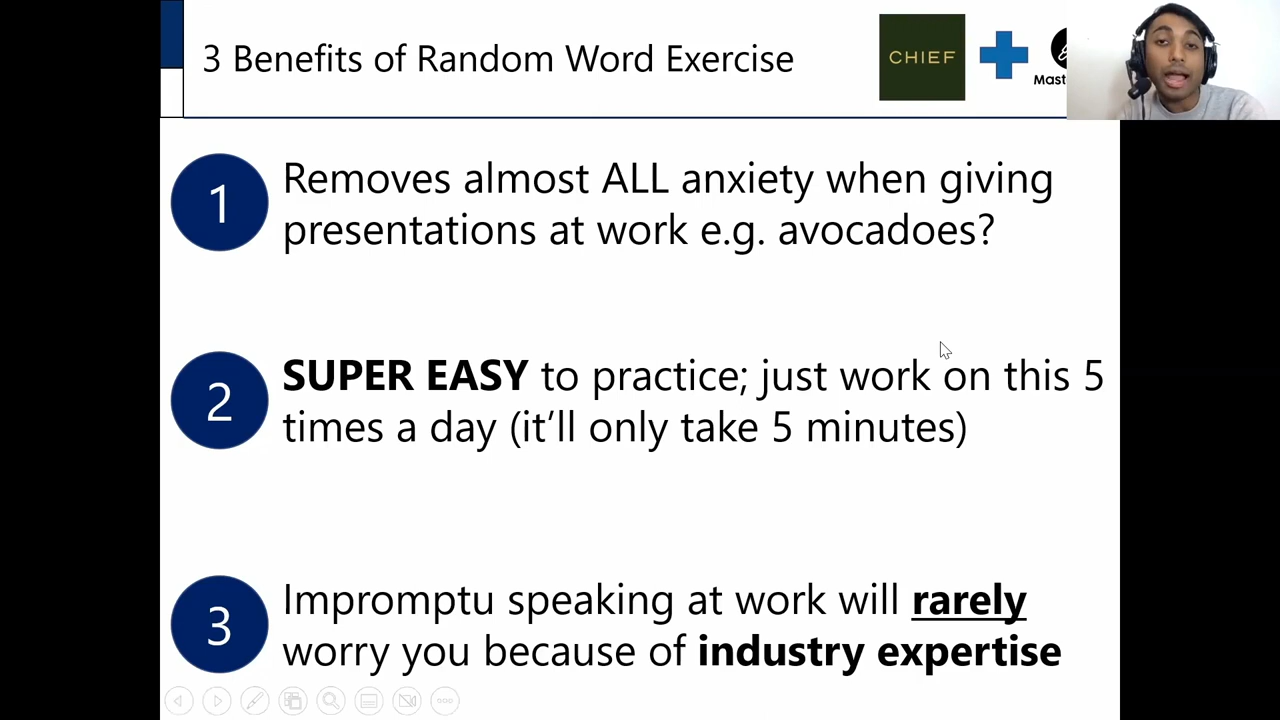 3 Benefits of Random Word Exercise
CHIEF
Mast
1
Removes almost ALL anxiety when giving
presentations at work e.g. avocadoes?
2
SUPER EASY to practice; just work on this 5
times a day (it’ll only take 5 minutes)
3
Impromptu speaking at work will rarely
worry you because of industry expertise